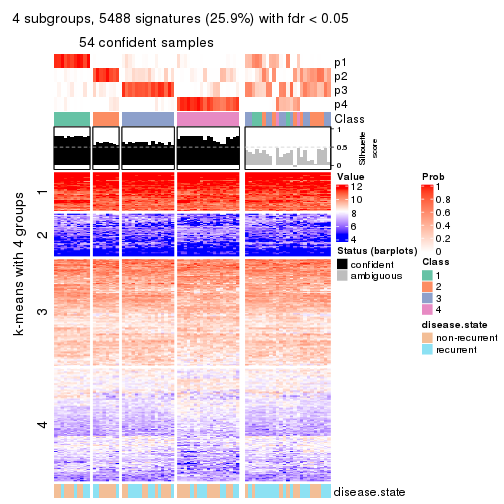 4 subgroups, 5488 signatures (25.9%) with fdr < 0.05
54 confident samples
p1
p2
p3
p4
Class
1
0.5
0
Silhouette
score
k-means with 4 groups
1
2
3
4
disease.state
Value
12
10
8
6
4
Status (barplots)
confident
ambiguous
Prob
1
0.8
0.6
0.4
0.2
0
Class
1
2
3
4
disease.state
non-recurrent
recurrent